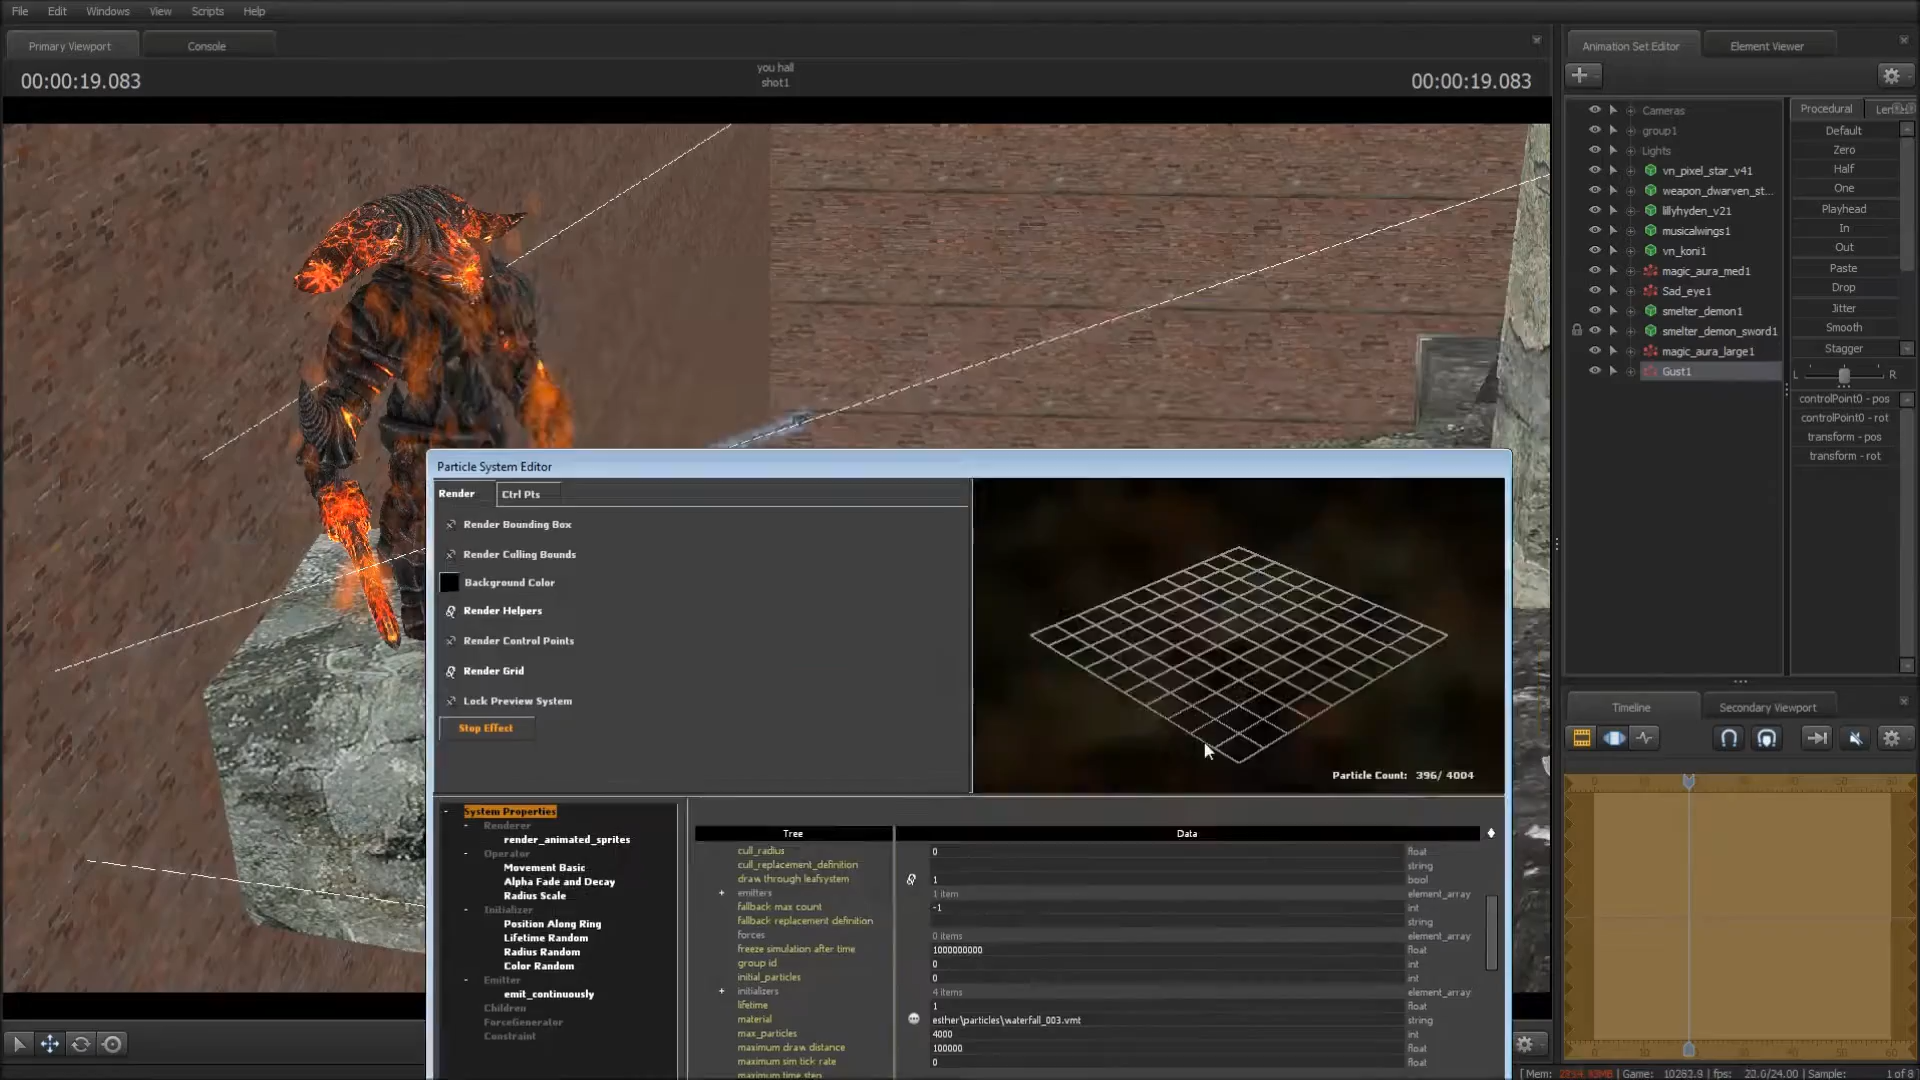 File Edit Windows View Scripts Help
Primary Viewport Console
Animation Set Editor Element Viewer
00:00:19.083
you hall
shot1
00:00:19.083
Cameras
group1
Lights
vn_pixel_star_v41
weapon_dwarven_st...
lillyhyden_v21
musicalwings1
vn_koni1
magic_aura_med1
Sad_eye1
smelter_demon1
smelter_demon_sword1
magic_aura_large1
Gust1
Procedural
Default
Zero
Half
One
Playhead
In
Out
Paste
Drop
Jitter
Smooth
Stagger
L R
controlPoint0 - pos
controlPoint0 - rot
transform - pos
transform - rot
Particle System Editor
Render Ctrl Pts
Render Bounding Box
Render Culling Bounds
Background Color
Render Helpers
Render Control Points
Render Grid
Lock Preview System
Stop Effect
Particle Count: 396/ 4004
System Properties
Renderer
render_animated_sprites
Operator
Movement Basic
Alpha Fade and Decay
Radius Scale
Initializer
Position Along Ring
Lifetime Random
Radius Random
Color Random
Emitter
emit_continuously
Children
ForceGenerator
Constraint
Tree Data
cull_radius 0 float
cull_replacement_definition string
draw through leafsystem 1 bool
emitters 1 item element_array
fallback max count -1 int
fallback replacement definition string
forces 0 items element_array
freeze simulation after time 1000000000 float
group id 0 int
initial_particles 0 int
initializers 4 items element_array
lifetime 1 float
material esther\particles\waterfall_003.vmt string
max_particles 4000 int
maximum draw distance 100000 float
maximum sim tick rate 0 float
maximum time step
Timeline Secondary Viewport